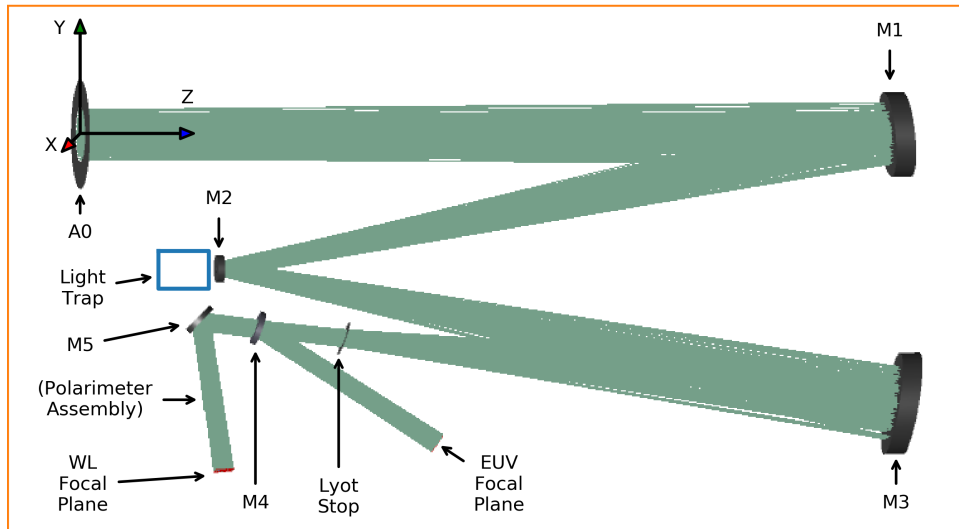 Y
M1
Z
X
A0
M2
Light
Trap
M5
(Polarimeter
Assembly)
WL
Focal
Plane
M4
Lyot
Stop
EUV
Focal
Plane
M3